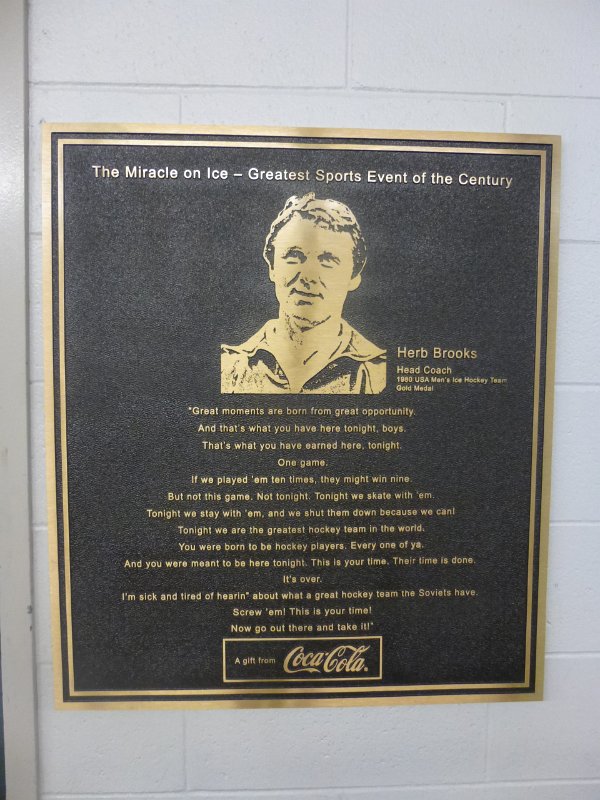 The Miracle on Ice – Greatest Sports Event of the Century
Herb Brooks
Head Coach
1980 USA Men's Ice Hockey Team
Gold Medal
"Great moments are born from great opportunity.
And that's what you have here tonight, boys.
That's what you have earned here, tonight.
One game.
If we played 'em ten times, they might win nine.
But not this game. Not tonight. Tonight we skate with 'em.
Tonight we stay with 'em, and we shut them down because we can!
Tonight we are the greatest hockey team in the world.
You were born to be hockey players. Every one of ya.
And you were meant to be here tonight. This is your time. Their time is done.
It's over.
I'm sick and tired of hearin" about what a great hockey team the Soviets have.
Screw 'em! This is your time!
Now go out there and take it!"
A gift from Coca-Cola.